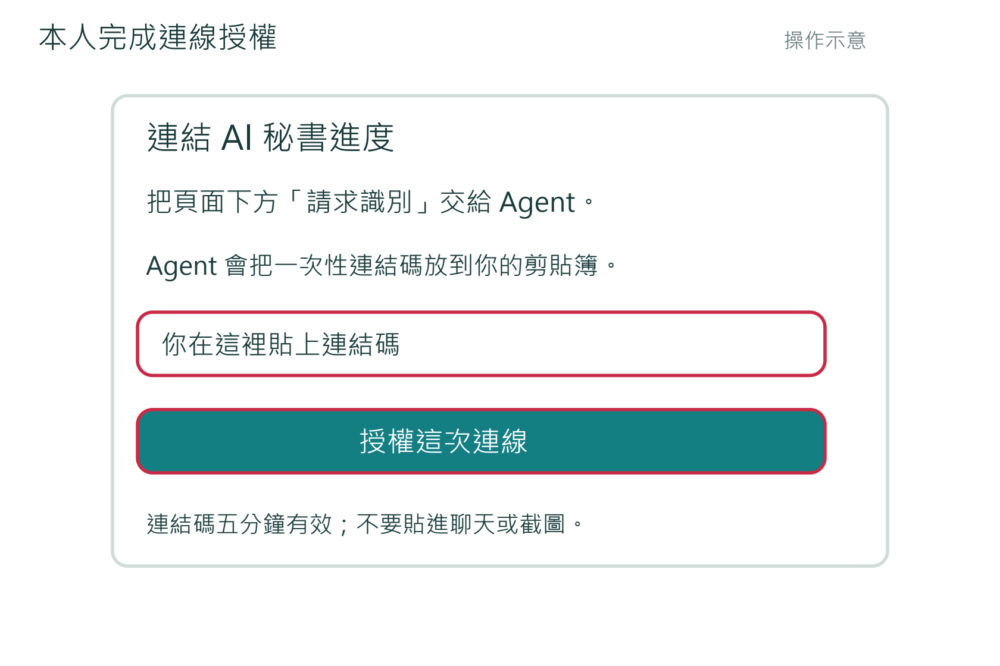 本人完成連線授權
操作示意
連結 AI 秘書進度
把頁面下方「請求識別」交給 Agent。
Agent 會把一次性連結碼放到你的剪貼簿。
你在這裡貼上連結碼
授權這次連線
連結碼五分鐘有效；不要貼進聊天或截圖。